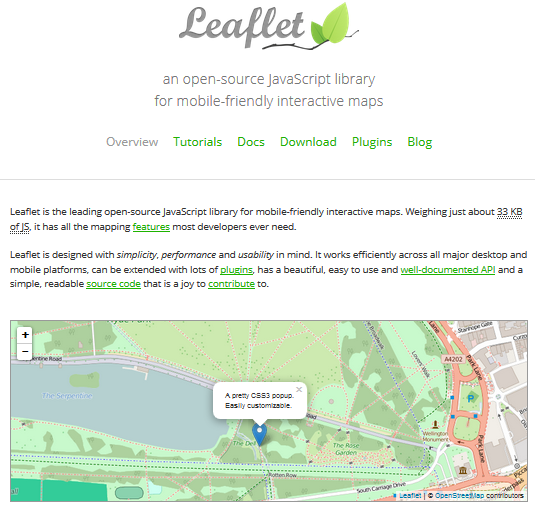 Leaflet
an open-source JavaScript library
for mobile-friendly interactive maps
Overview Tutorials Docs Download Plugins Blog
Leaflet is the leading open-source JavaScript library for mobile-friendly interactive maps. Weighing just about 33 KB
of JS, it has all the mapping features most developers ever need.
Leaflet is designed with simplicity, performance and usability in mind. It works efficiently across all major desktop and
mobile platforms, can be extended with lots of plugins, has a beautiful, easy to use and well-documented API and a
simple, readable source code that is a joy to contribute to.
+
−
Stanhope Gate
Park Lane
A4202
Serpentine Road
The Serpentine
A pretty CSS3 popup.
Easily customizable.
×
P
Wellington
Monument
The Dell
The Rose
Garden
Park Lane
Rotten Row
South Carriage Drive
Leaflet | © OpenStreetMap contributors